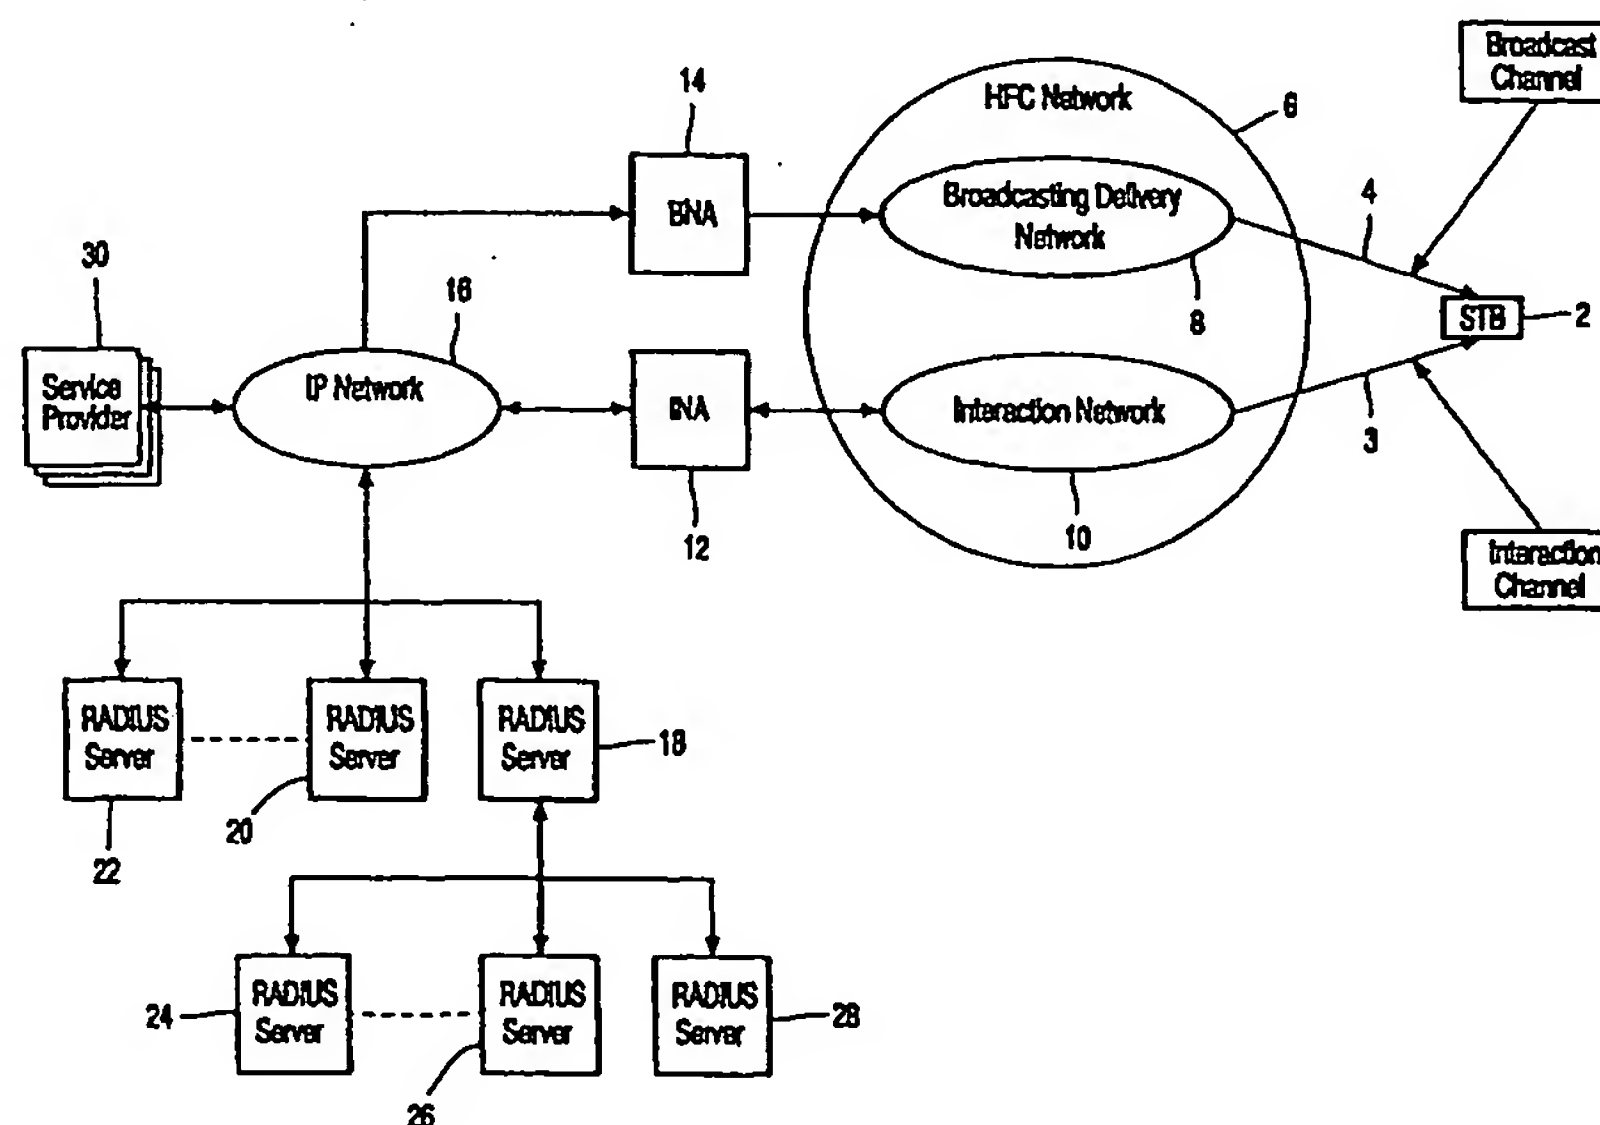 Broadcast
Channel
14
HFC Network
6
BNA
Broadcasting Delivery
Network
4
30
16
8
STB
2
Service
Provider
IP Network
INA
Interaction Network
3
12
10
Interaction
Channel
RADIUS
Server
RADIUS
Server
RADIUS
Server
18
20
22
RADIUS
Server
RADIUS
Server
RADIUS
Server
24
28
26